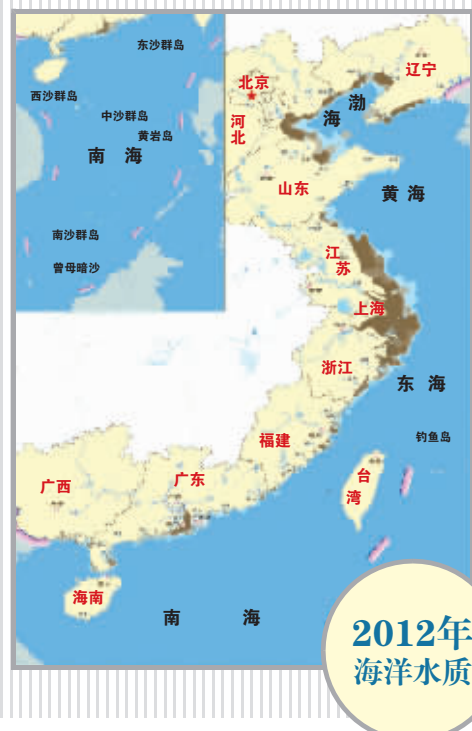 东沙群岛
西沙群岛
中沙群岛
黄岩岛
南 海
南沙群岛
曾母暗沙
北京
辽宁
渤
海
河
北
山东
黄 海
江
苏
上海
浙江
东 海
钓鱼岛
福建
台
湾
广西
广东
海南
南 海
2012年
海洋水质